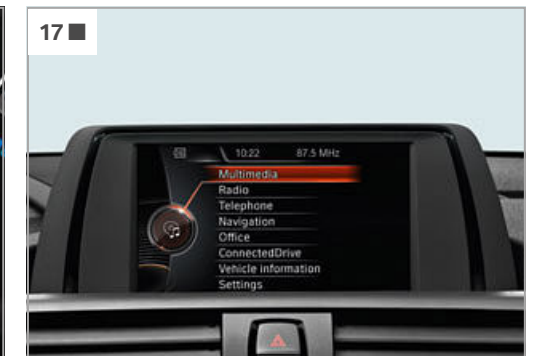 17 ■
10:22 87.5 MHz
Multimedia
Radio
Telephone
Navigation
Office
ConnectedDrive
Vehicle information
Settings